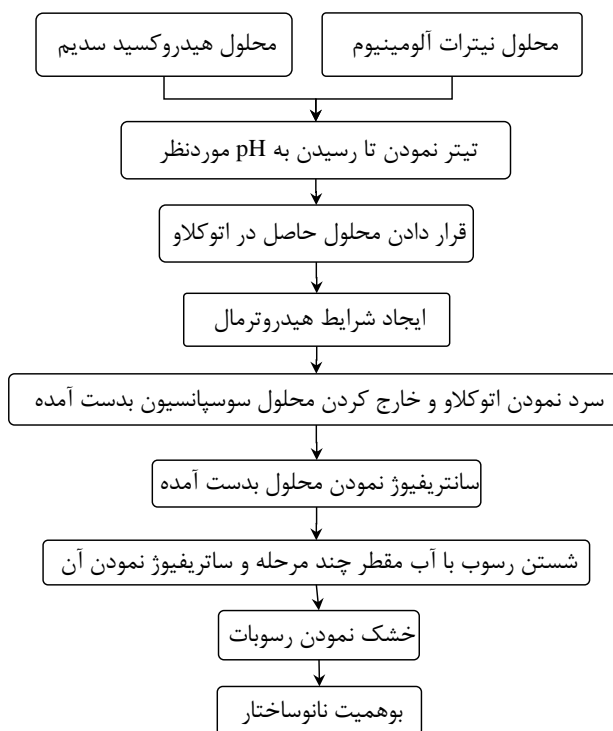 محلول نیترات آلومینیوم
محلول هیدروکسید سدیم
تیتر نمودن تا رسیدن به pH موردنظر
قرار دادن محلول حاصل در اتوکلاو
ایجاد شرایط هیدروترمال
سرد نمودن اتوکلاو و خارج کردن محلول سوسپانسیون بدست آمده
سانتریفیوژ نمودن محلول بدست آمده
شستن رسوب با آب مقطر چند مرحله و ساتریفیوژ نمودن آن
خشک نمودن رسوبات
بوهمیت نانوساختار